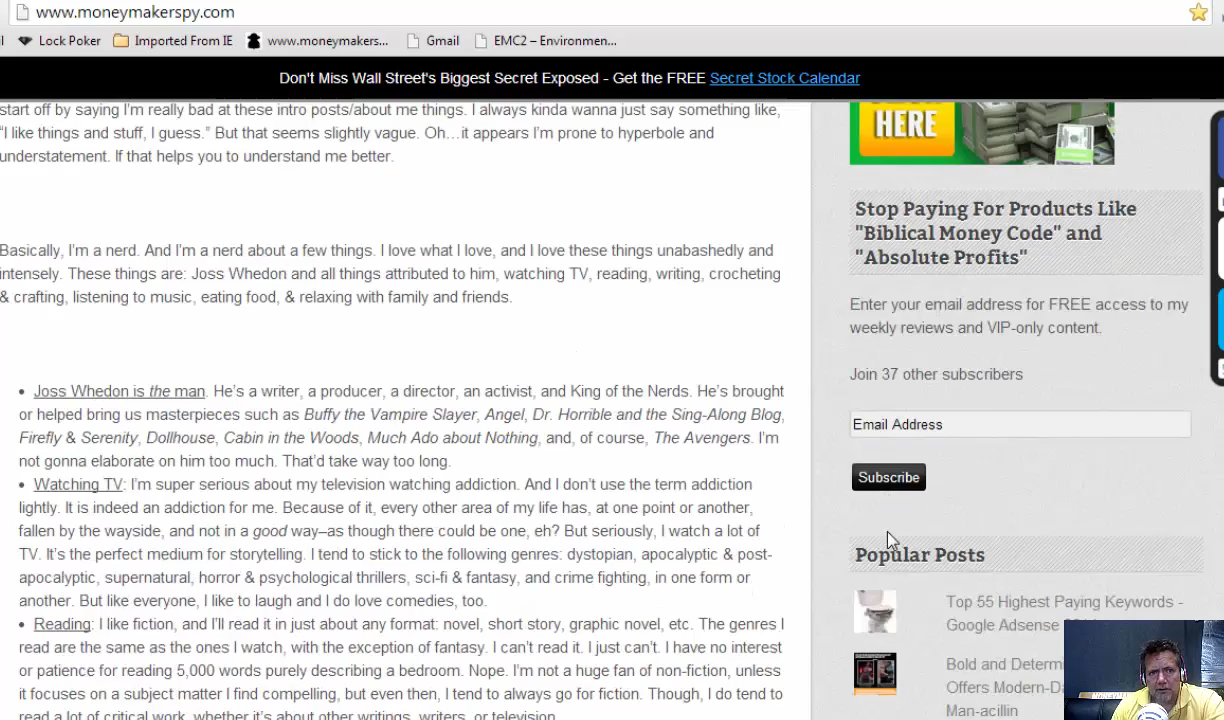 www.moneymakerspy.com
Lock Poker Imported From IE www.moneymakers... Gmail EMC2 – Environmen...
Don't Miss Wall Street's Biggest Secret Exposed - Get the FREE Secret Stock Calendar
start off by saying I'm really bad at these intro posts/about me things. I always kinda wanna just say something like,
“I like things and stuff, I guess.” But that seems slightly vague. Oh…it appears I'm prone to hyperbole and
understatement. If that helps you to understand me better.
Basically, I'm a nerd. And I'm a nerd about a few things. I love what I love, and I love these things unabashedly and
intensely. These things are: Joss Whedon and all things attributed to him, watching TV, reading, writing, crocheting
& crafting, listening to music, eating food, & relaxing with family and friends.
• Joss Whedon is the man. He's a writer, a producer, a director, an activist, and King of the Nerds. He's brought
or helped bring us masterpieces such as Buffy the Vampire Slayer, Angel, Dr. Horrible and the Sing-Along Blog,
Firefly & Serenity, Dollhouse, Cabin in the Woods, Much Ado about Nothing, and, of course, The Avengers. I'm
not gonna elaborate on him too much. That'd take way too long.
• Watching TV: I'm super serious about my television watching addiction. And I don't use the term addiction
lightly. It is indeed an addiction for me. Because of it, every other area of my life has, at one point or another,
fallen by the wayside, and not in a good way–as though there could be one, eh? But seriously, I watch a lot of
TV. It's the perfect medium for storytelling. I tend to stick to the following genres: dystopian, apocalyptic & post-
apocalyptic, supernatural, horror & psychological thrillers, sci-fi & fantasy, and crime fighting, in one form or
another. But like everyone, I like to laugh and I do love comedies, too.
• Reading: I like fiction, and I'll read it in just about any format: novel, short story, graphic novel, etc. The genres I
read are the same as the ones I watch, with the exception of fantasy. I can't read it. I just can't. I have no interest
or patience for reading 5,000 words purely describing a bedroom. Nope. I'm not a huge fan of non-fiction, unless
it focuses on a subject matter I find compelling, but even then, I tend to always go for fiction. Though, I do tend to
read a lot of critical work, whether it's about other writings, writers, or television.
HERE
Stop Paying For Products Like
"Biblical Money Code" and
"Absolute Profits"
Enter your email address for FREE access to my
weekly reviews and VIP-only content.
Join 37 other subscribers
Email Address
Subscribe
Popular Posts
Top 55 Highest Paying Keywords -
Google Adsense
Bold and Determi
Offers Modern-Da
Man-acillin